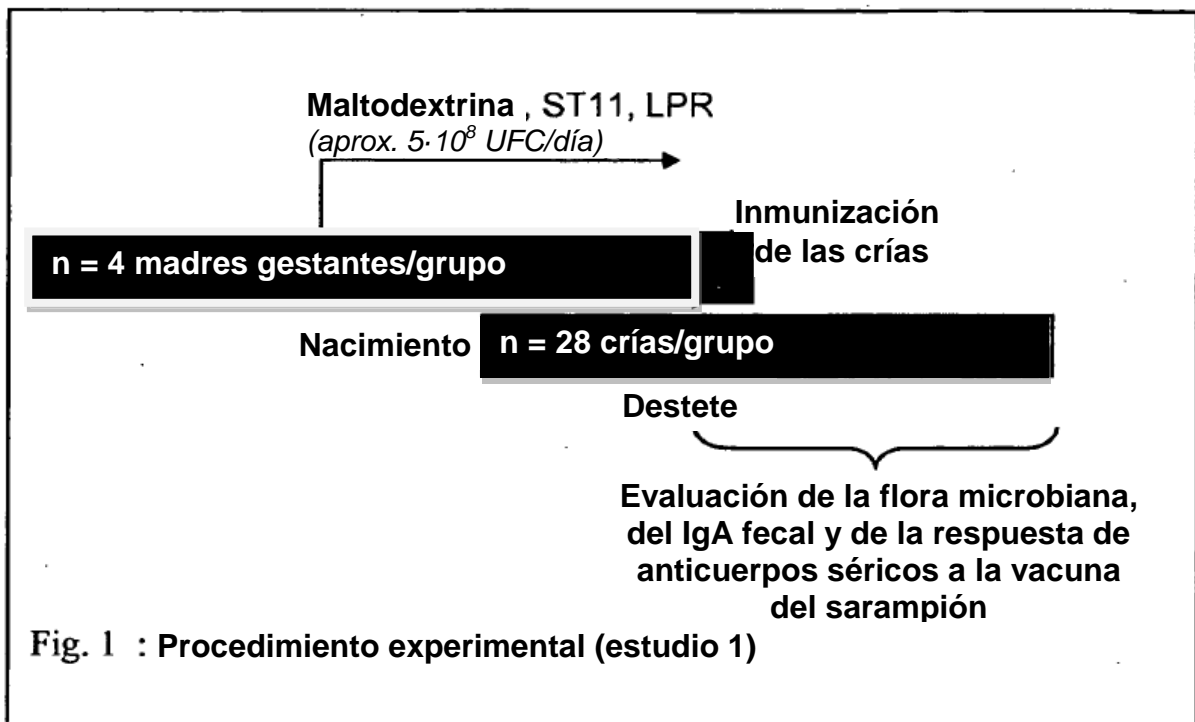 Maltodextrina , ST11, LPR
(aprox. 5·10⁸ UFC/día)
Inmunización
de las crías
n = 4 madres gestantes/grupo
Nacimiento
n = 28 crías/grupo
Destete
Evaluación de la flora microbiana,
del IgA fecal y de la respuesta de
anticuerpos séricos a la vacuna
del sarampión
Fig. 1 : Procedimiento experimental (estudio 1)